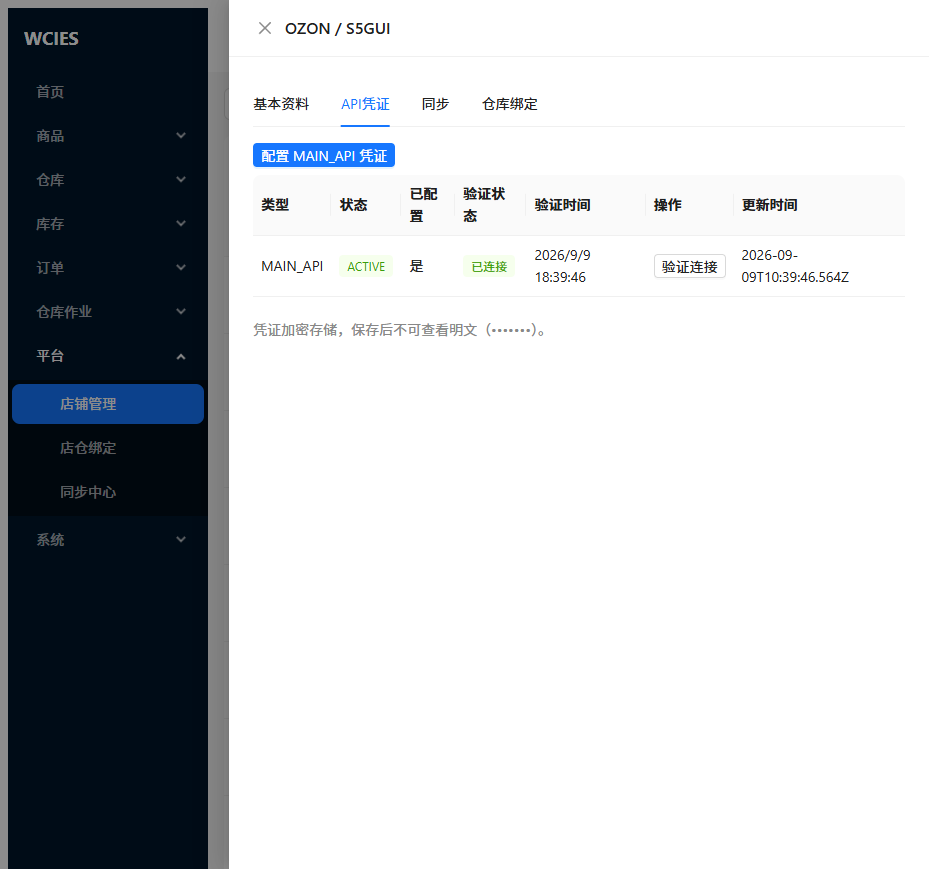 WCIES
首页
商品
仓库
库存
订单
仓库作业
平台
店铺管理
店仓绑定
同步中心
系统
OZON / S5GUI
基本资料 API凭证 同步 仓库绑定
配置 MAIN_API 凭证
类型 状态 已配置 验证状态 验证时间 操作 更新时间
MAIN_API ACTIVE 是 已连接 2026/9/9 18:39:46 验证连接 2026-09-09T10:39:46.564Z
凭证加密存储，保存后不可查看明文（•••••••）。